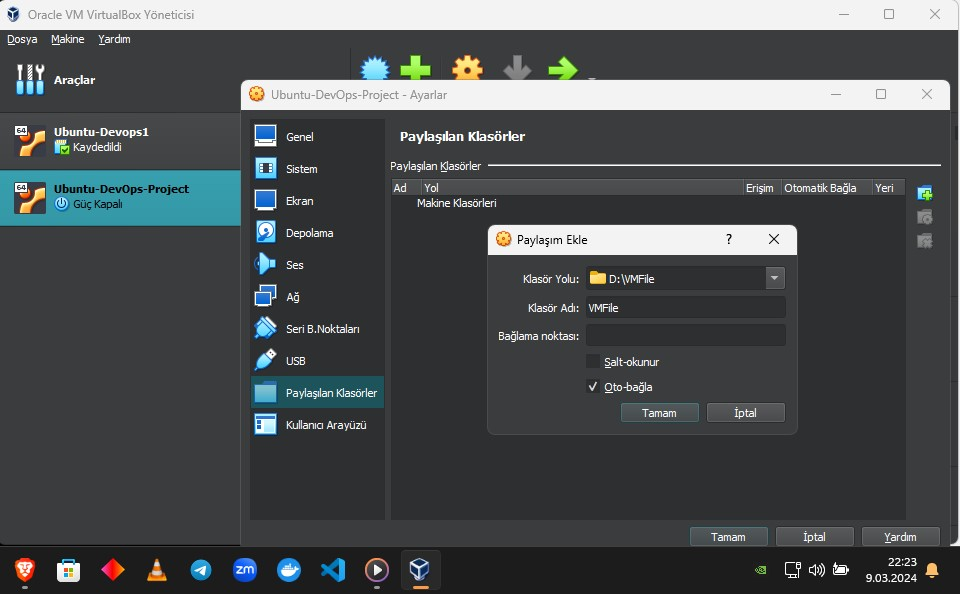 Oracle VM VirtualBox Yöneticisi
Dosya Makine Yardım
Araçlar
64
Ubuntu-Devops1
Kaydedildi
64
Ubuntu-DevOps-Project
Güç Kapalı
Ubuntu-DevOps-Project - Ayarlar
Genel
Sistem
Ekran
Depolama
Ses
Ağ
Seri B.Noktaları
USB
Paylaşılan Klasörler
Kullanıcı Arayüzü
Paylaşılan Klasörler
Paylaşılan Klasörler
Ad Yol Erişim Otomatik Bağla Yeri
Makine Klasörleri
Paylaşım Ekle ?
Klasör Yolu: D:\VMFile
Klasör Adı: VMFile
Bağlama noktası:
Salt-okunur
Oto-bağla
Tamam İptal
Tamam İptal Yardım
zm
22:23
9.03.2024